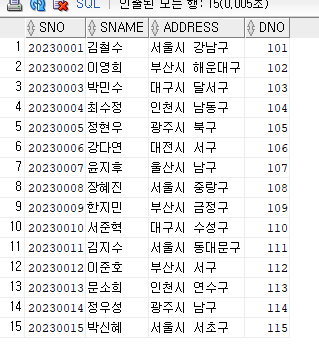 SQL | 인출된 모든 행: 15(0,005초)
SNO SNAME ADDRESS DNO
1 20230001 김철수 서울시 강남구 101
2 20230002 이영희 부산시 해운대구 102
3 20230003 박민수 대구시 달서구 103
4 20230004 최수정 인천시 남동구 104
5 20230005 정현우 광주시 북구 105
6 20230006 강다연 대전시 서구 106
7 20230007 윤지후 울산시 남구 107
8 20230008 장혜진 서울시 중랑구 108
9 20230009 한지민 부산시 금정구 109
10 20230010 서준혁 대구시 수성구 110
11 20230011 김지수 서울시 동대문구 111
12 20230012 이준호 부산시 서구 112
13 20230013 문소희 인천시 연수구 113
14 20230014 정우성 광주시 남구 114
15 20230015 박신혜 서울시 서초구 115